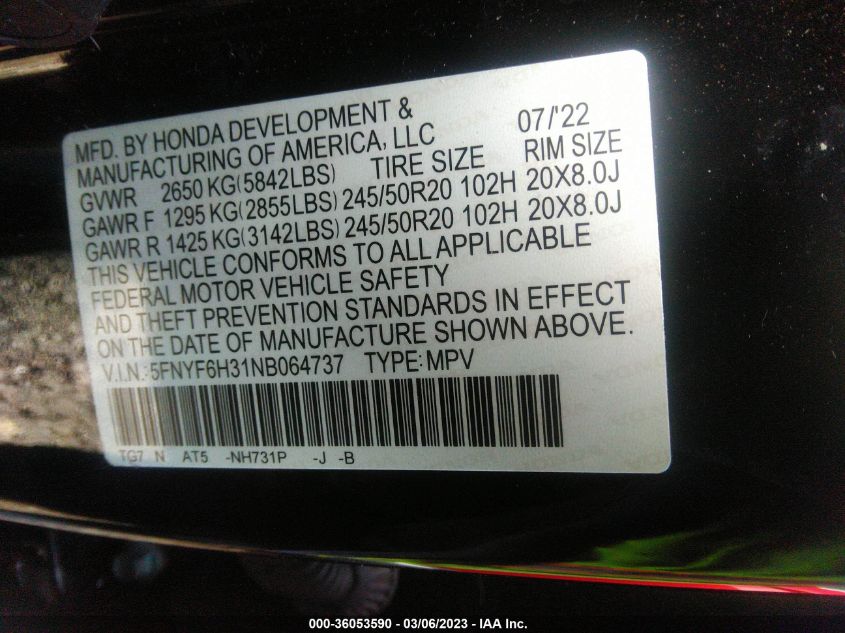 MFD. BY HONDA DEVELOPMENT & 07/'22
MANUFACTURING OF AMERICA, LLC
GVWR 2650 KG(5842LBS) TIRE SIZE RIM SIZE
GAWR F 1295 KG(2855LBS) 245/50R20 102H 20X8.0J
GAWR R 1425 KG(3142LBS) 245/50R20 102H 20X8.0J
THIS VEHICLE CONFORMS TO ALL APPLICABLE
FEDERAL MOTOR VEHICLE SAFETY
AND THEFT PREVENTION STANDARDS IN EFFECT
ON THE DATE OF MANUFACTURE SHOWN ABOVE.
V.I.N.:5FNYF6H31NB064737 TYPE:MPV
TG7 N AT5 -NH731P -J -B
000-36053590 - 03/06/2023 - IAA Inc.